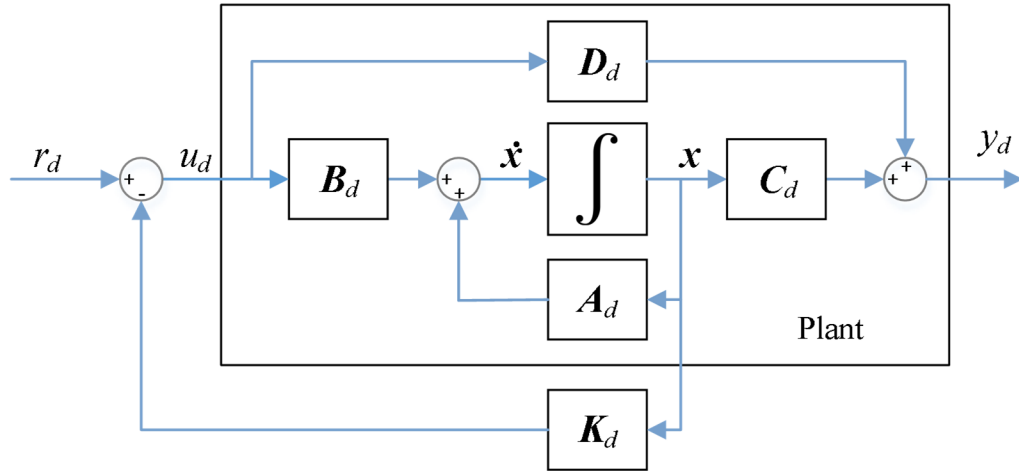 D_d
r_d + - u_d B_d + + ẋ ∫ x C_d + + y_d
A_d
Plant
K_d